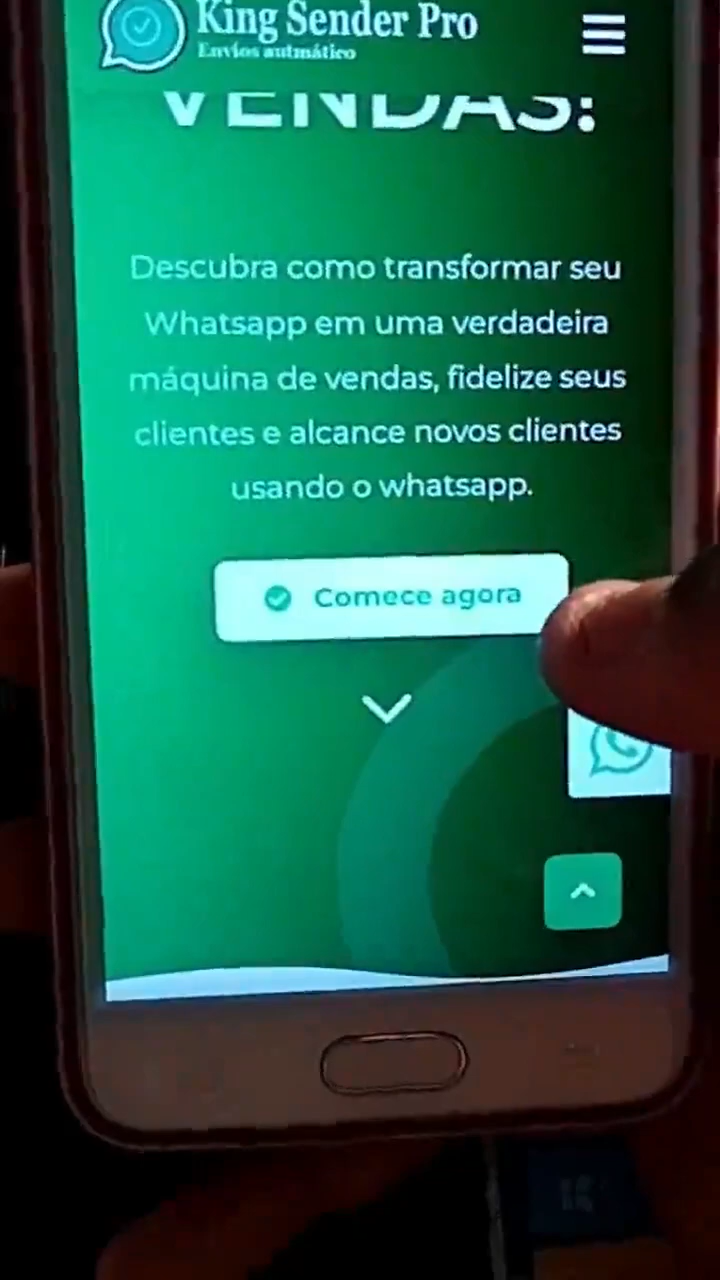 King Sender Pro
Envios autmático
VENDAS!
Descubra como transformar seu
Whatsapp em uma verdadeira
máquina de vendas, fidelize seus
clientes e alcance novos clientes
usando o whatsapp.
Comece agora